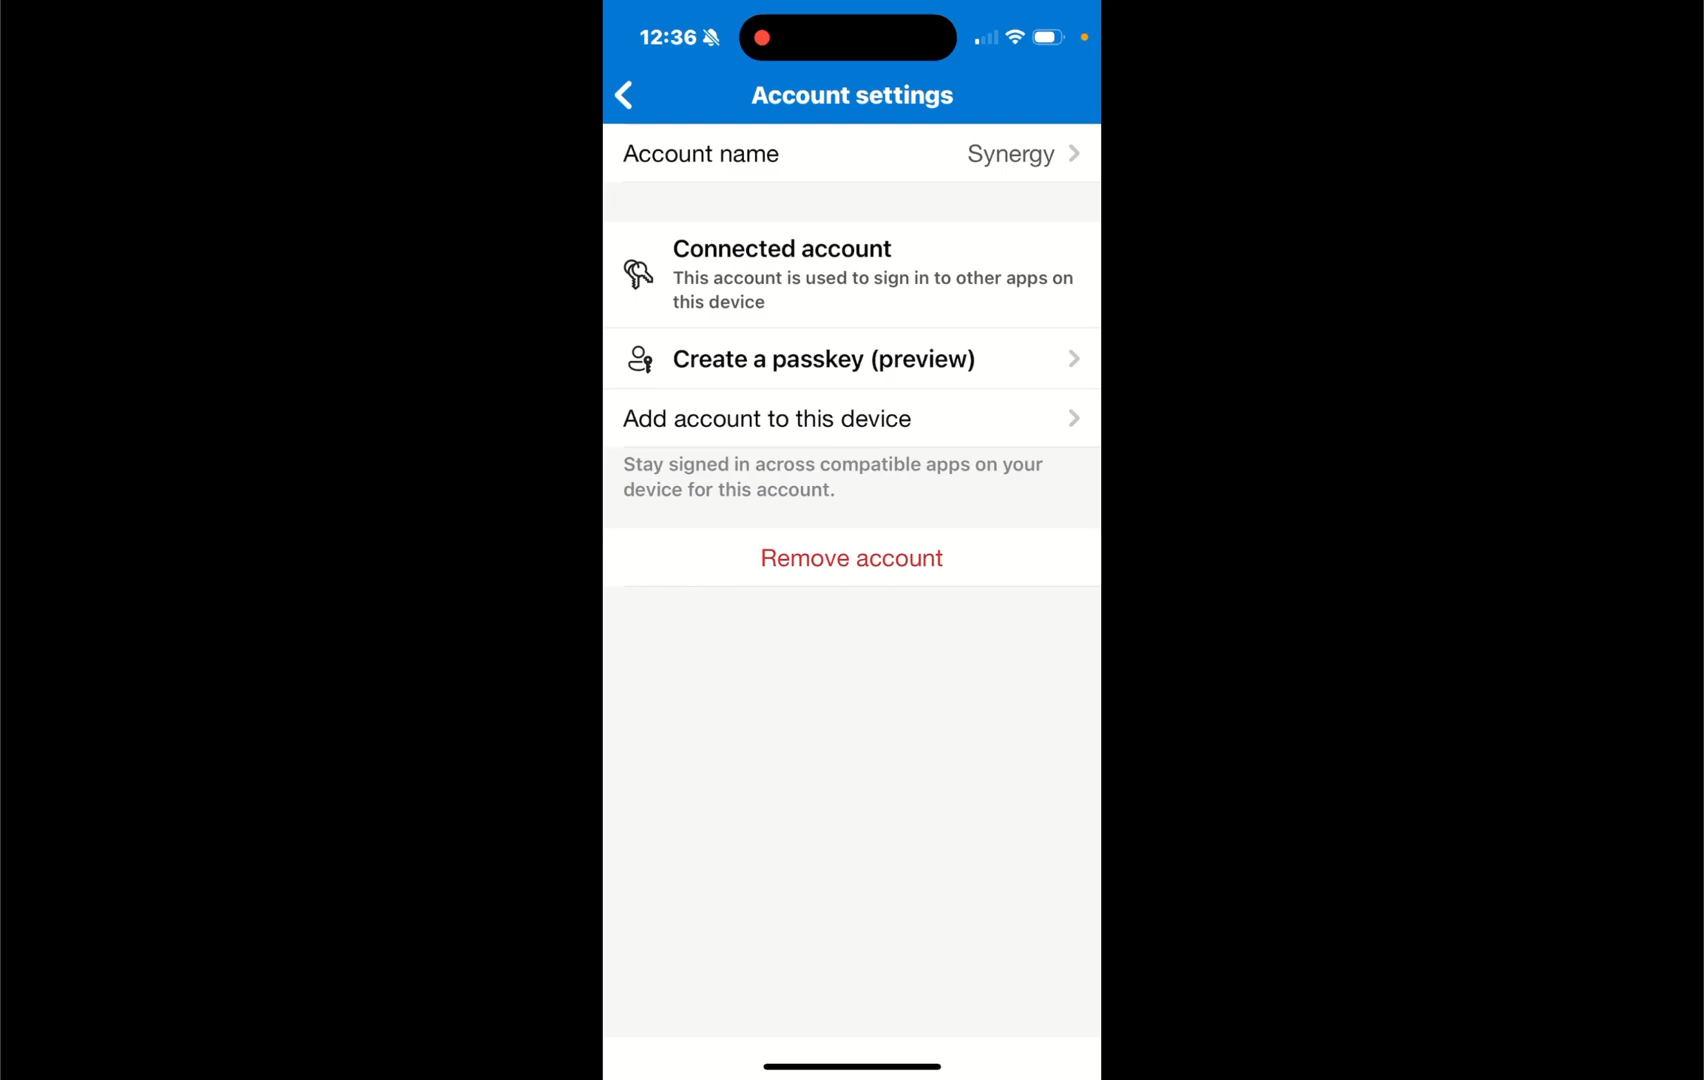 12:36
Account settings
Account name
Synergy
Connected account
This account is used to sign in to other apps on
this device
Create a passkey (preview)
Add account to this device
Stay signed in across compatible apps on your
device for this account.
Remove account